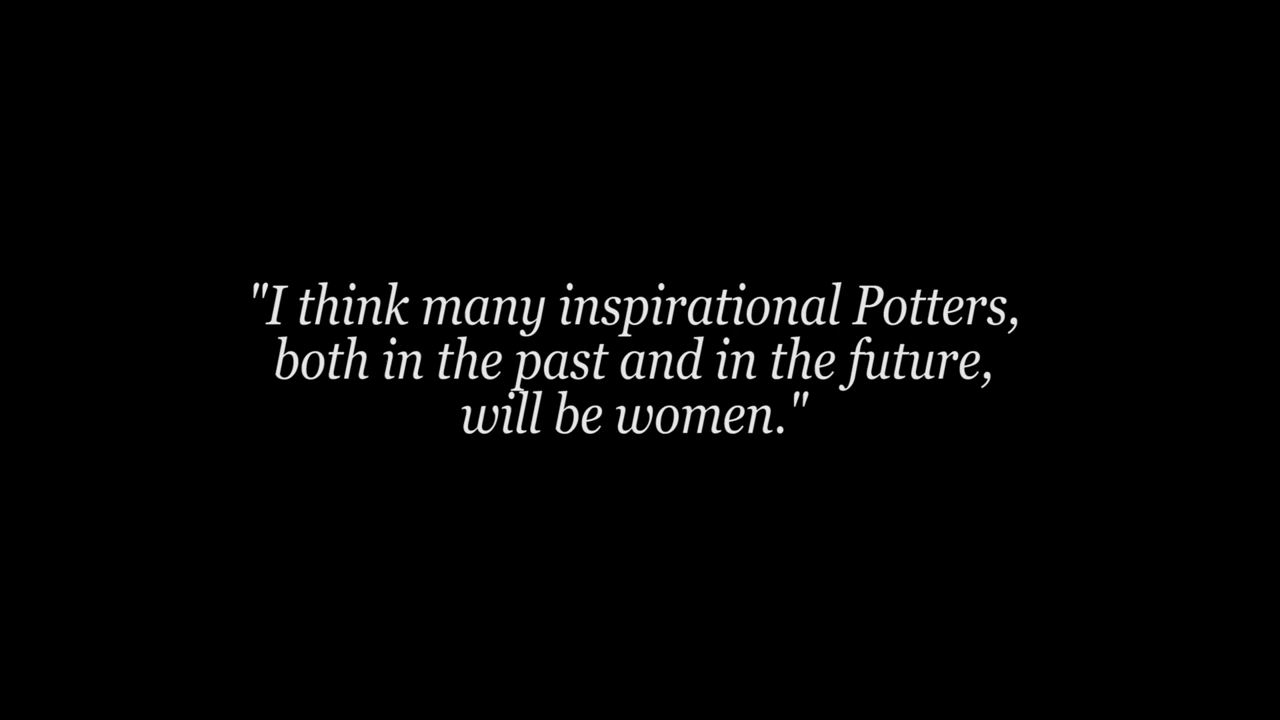 "I think many inspirational Potters,
both in the past and in the future,
will be women."